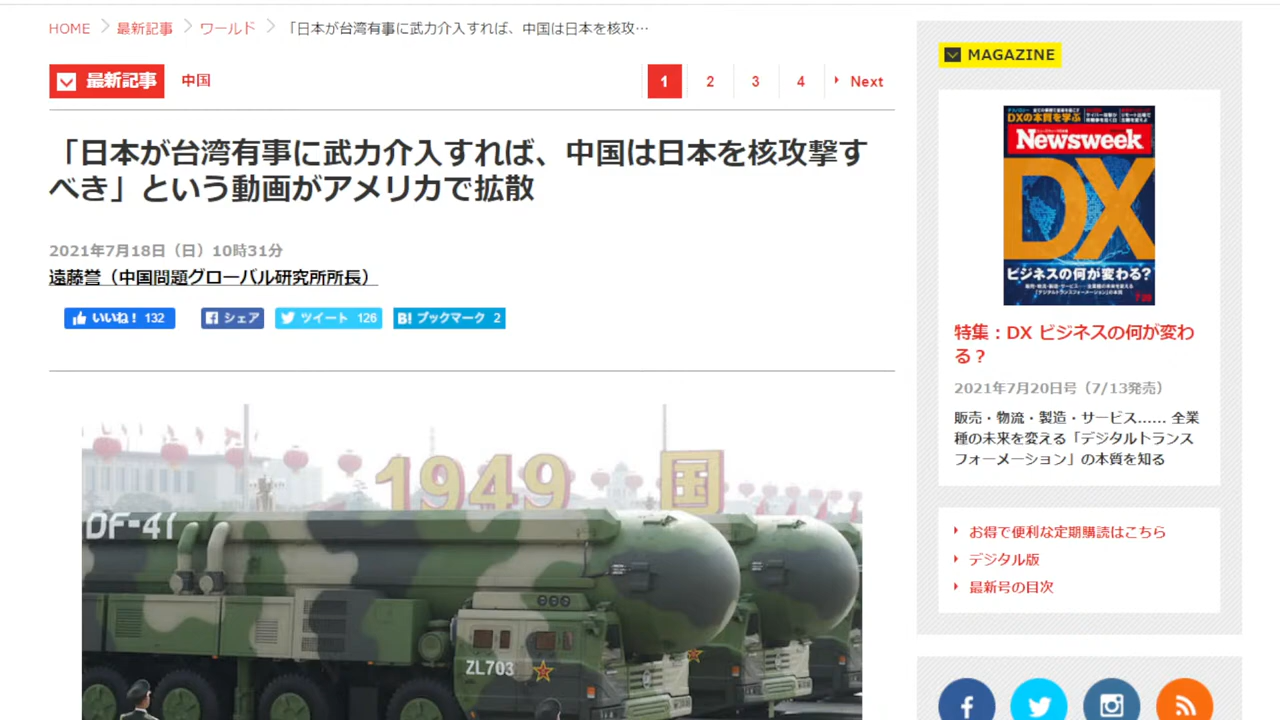 HOME > 最新記事 > ワールド > 「日本が台湾有事に武力介入すれば、中国は日本を核攻…
最新記事 中国
1 2 3 4 Next
「日本が台湾有事に武力介入すれば、中国は日本を核攻撃す
べき」という動画がアメリカで拡散
2021年7月18日（日）10時31分
遠藤誉（中国問題グローバル研究所所長）
いいね！ 132 シェア ツイート 126 B! ブックマーク 2
1949 国
DF-41
ZL703
MAGAZINE
DXの本質を学ぶ
Newsweek
DX
ビジネスの何が変わる？
特集：DX ビジネスの何が変わ
る？
2021年7月20日号（7/13発売）
販売・物流・製造・サービス...... 全業
種の未来を変える「デジタルトランス
フォーメーション」の本質を知る
お得で便利な定期購読はこちら
デジタル版
最新号の目次